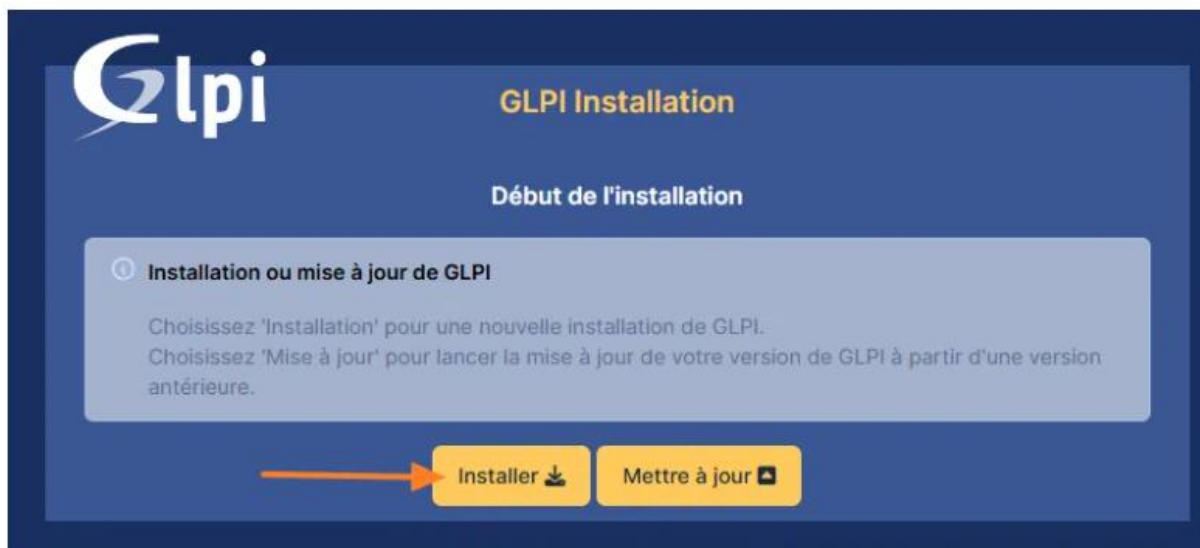 Glpi
GLPI Installation
Début de l'installation
Installation ou mise à jour de GLPI
Choisissez 'Installation' pour une nouvelle installation de GLPI.
Choisissez 'Mise à jour' pour lancer la mise à jour de votre version de GLPI à partir d'une version
antérieure.
Installer
Mettre à jour